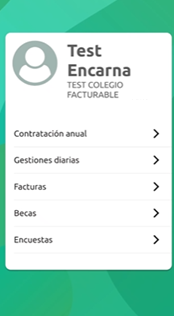 Test
Encarna
TEST COLEGIO
FACTURABLE
Contratación anual
Gestiones diarias
Facturas
Becas
Encuestas